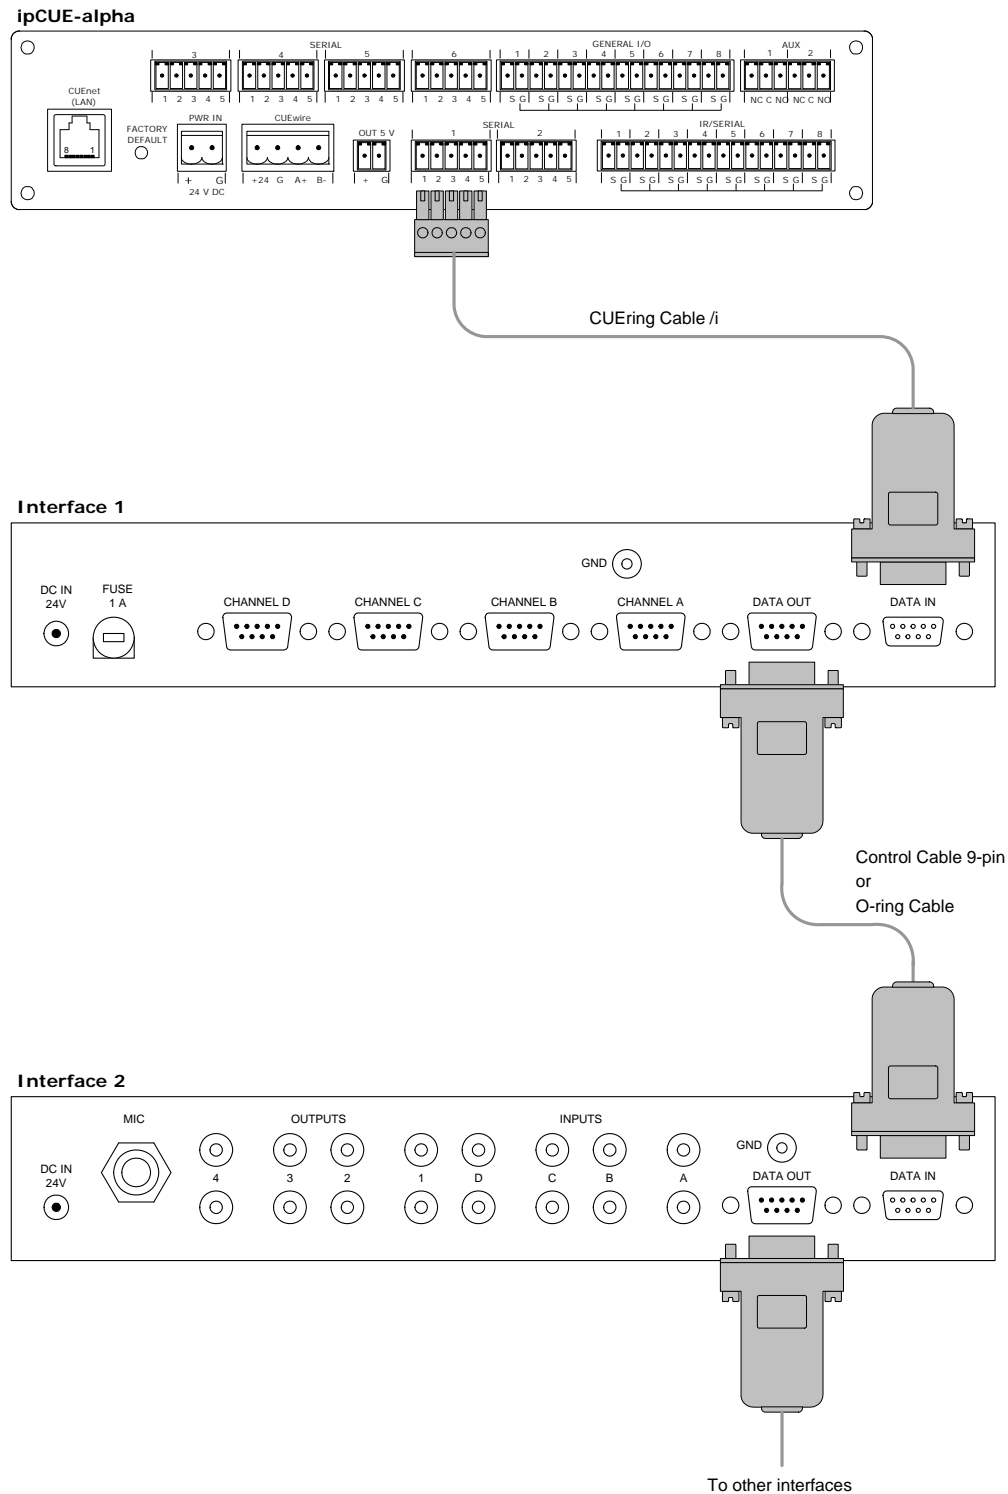 ipCUE-alpha
SERIAL GENERAL I/O AUX
3 4 5 6 1 2 3 4 5 6 7 8 1 2
CUEnet
(LAN)
8 1
1 2 3 4 5 1 2 3 4 5 1 2 3 4 5 1 2 3 4 5 S G S G S G S G S G S G S G S G NC C NO NC C NO
FACTORY
DEFAULT
PWR IN CUEwire OUT 5 V SERIAL IR/SERIAL
1 2 1 2 3 4 5 6 7 8
+ G +24 G A+ B- + G 1 2 3 4 5 1 2 3 4 5 S G S G S G S G S G S G S G S G
24 V DC
CUEring Cable /i
Interface 1
GND
DC IN
24V
FUSE
1 A
CHANNEL D CHANNEL C CHANNEL B CHANNEL A DATA OUT DATA IN
Control Cable 9-pin
or
O-ring Cable
Interface 2
MIC OUTPUTS INPUTS
GND
DC IN
24V
4 3 2 1 D C B A DATA OUT DATA IN
To other interfaces